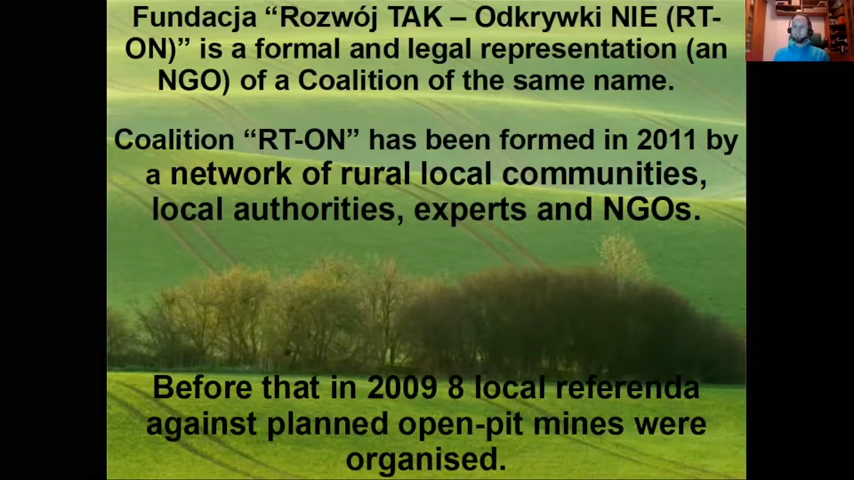 Fundacja “Rozwój TAK – Odkrywki NIE (RT-
ON)” is a formal and legal representation (an
NGO) of a Coalition of the same name.
Coalition “RT-ON” has been formed in 2011 by
a network of rural local communities,
local authorities, experts and NGOs.
Before that in 2009 8 local referenda
against planned open-pit mines were
organised.